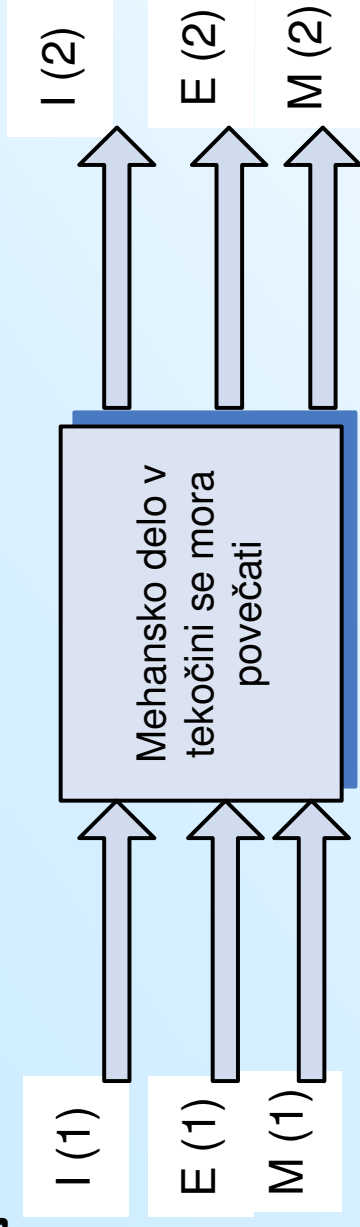 I (1)
E (1)
M (1)
Mehansko delo v
tekočini se mora
povečati
I (2)
E (2)
M (2)